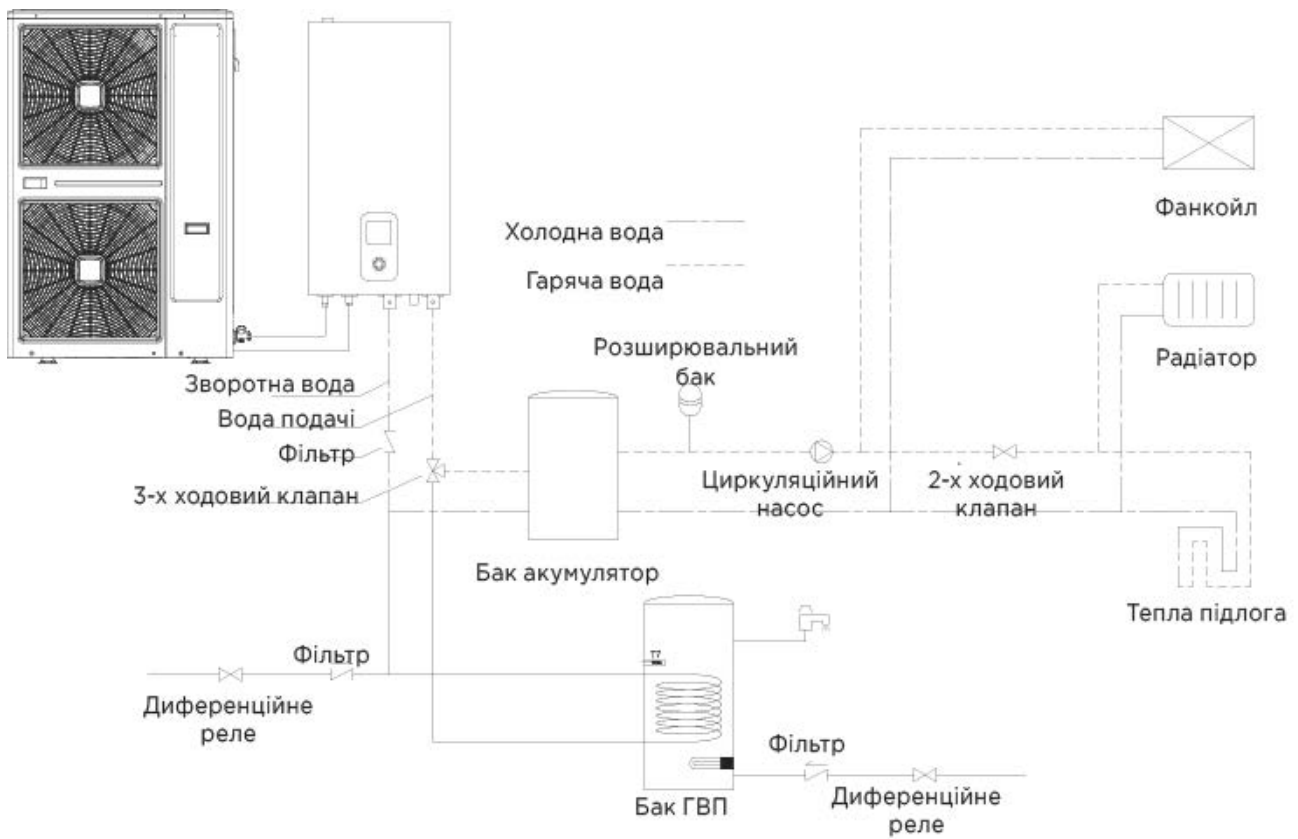 Фанкойл
Холодна вода
Гаряча вода
Розширювальний
бак
Радіатор
Зворотна вода
Вода подачі
Фільтр
3-х ходовий клапан
Циркуляційний
насос
2-х ходовий
клапан
Бак акумулятор
Тепла підлога
Фільтр
Диференційне
реле
Фільтр
Бак ГВП
Диференційне
реле